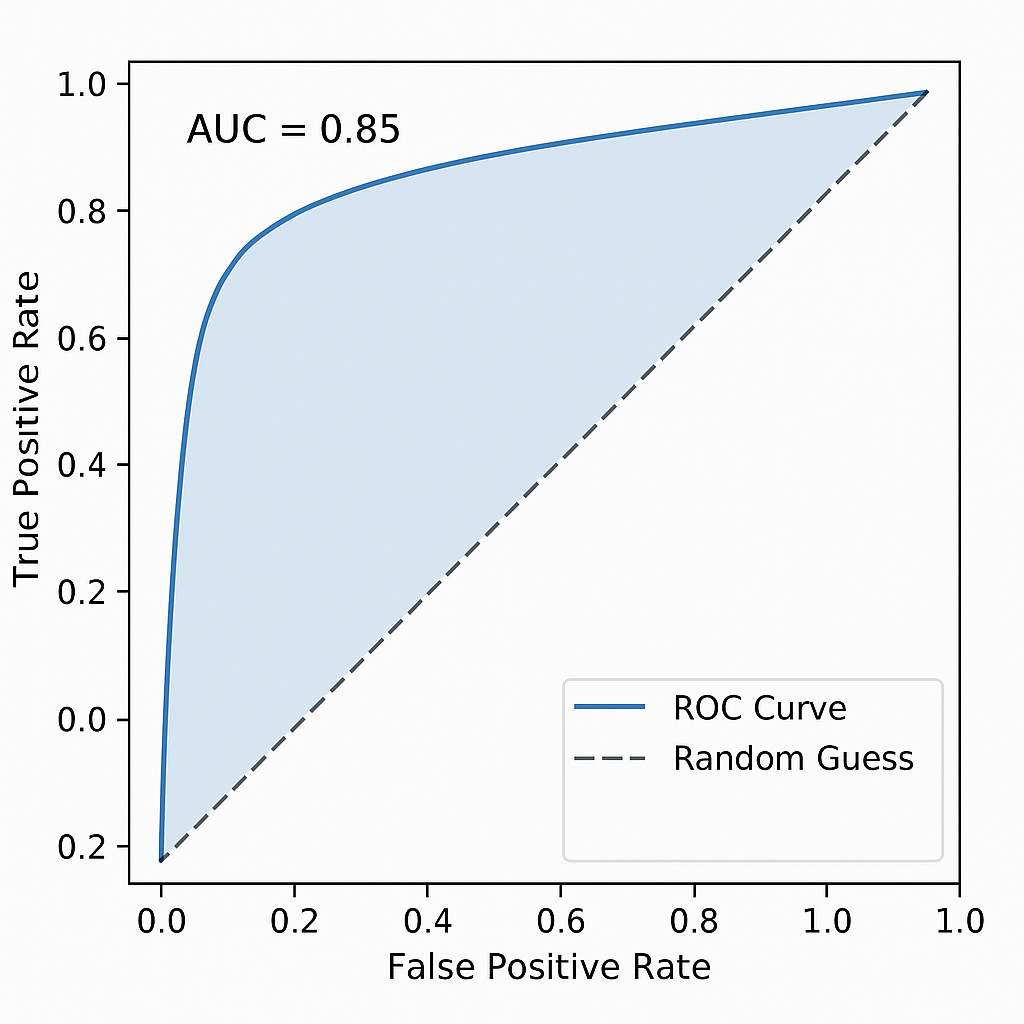 AUC = 0.85
True Positive Rate
1.0
0.8
0.6
0.4
0.2
0.0
0.2
ROC Curve
Random Guess
0.0 0.2 0.4 0.6 0.8 1.0 1.0
False Positive Rate